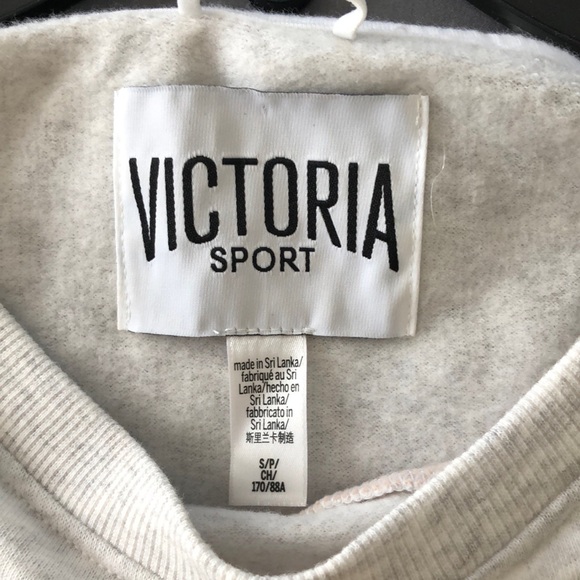 VICTORIA
SPORT
made in Sri Lanka/
fabriqué au Sri
Lanka/hecho en
Sri Lanka/
fabbricato in
Sri Lanka/
斯里兰卡制造
S/P/
CH/
170/88A